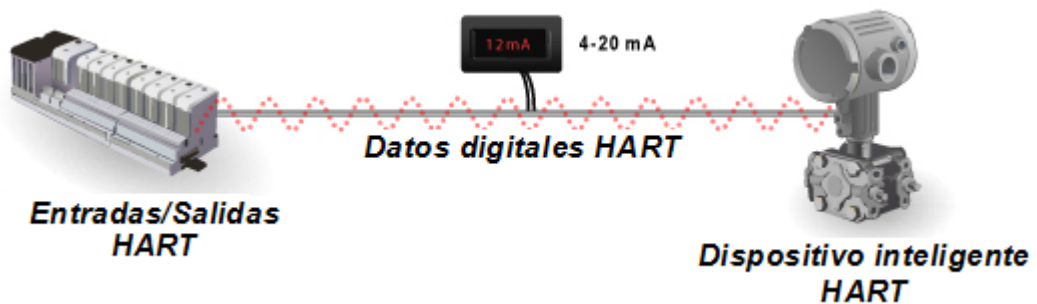 12mA
4-20 mA
Datos digitales HART
Entradas/Salidas
HART
Dispositivo inteligente
HART